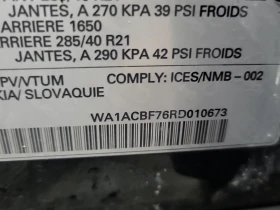 JANTES, A 270 KPA 39 PSI FROIDS
ARRIERE 1650
RRIERE 285/40 R21
JANTES, A 290 KPA 42 PSI FROIDS
PV/VTUM COMPLY: ICES/NMB-002
KIA/ SLOVAQUIE
WA1ACBF76RD010673